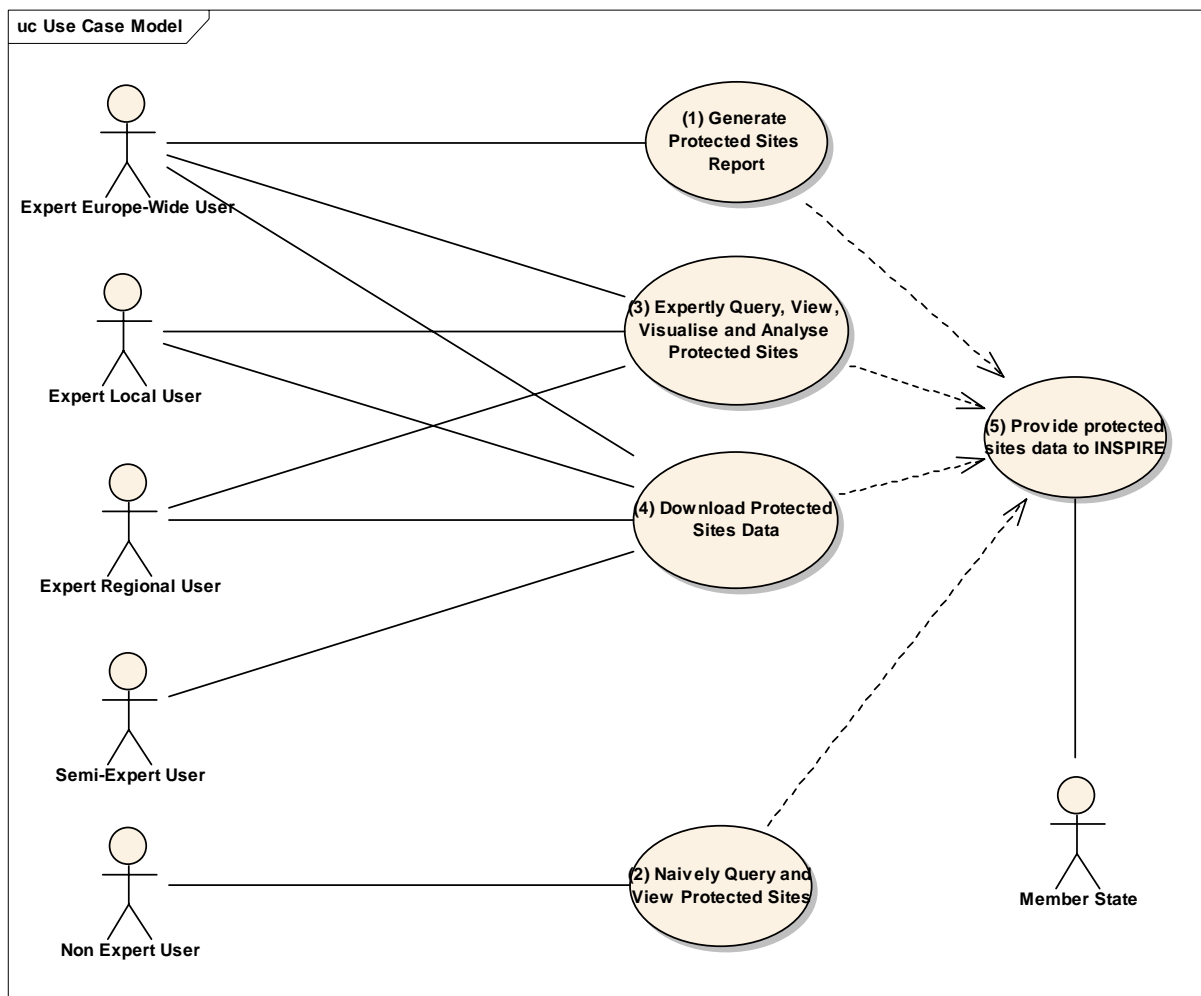 uc Use Case Model
Expert Europe-Wide User
(1) Generate
Protected Sites
Report
Expert Local User
(3) Expertly Query, View,
Visualise and Analyse
Protected Sites
(5) Provide protected
sites data to INSPIRE
Expert Regional User
(4) Download Protected
Sites Data
Semi-Expert User
Non Expert User
(2) Naively Query and
View Protected Sites
Member State